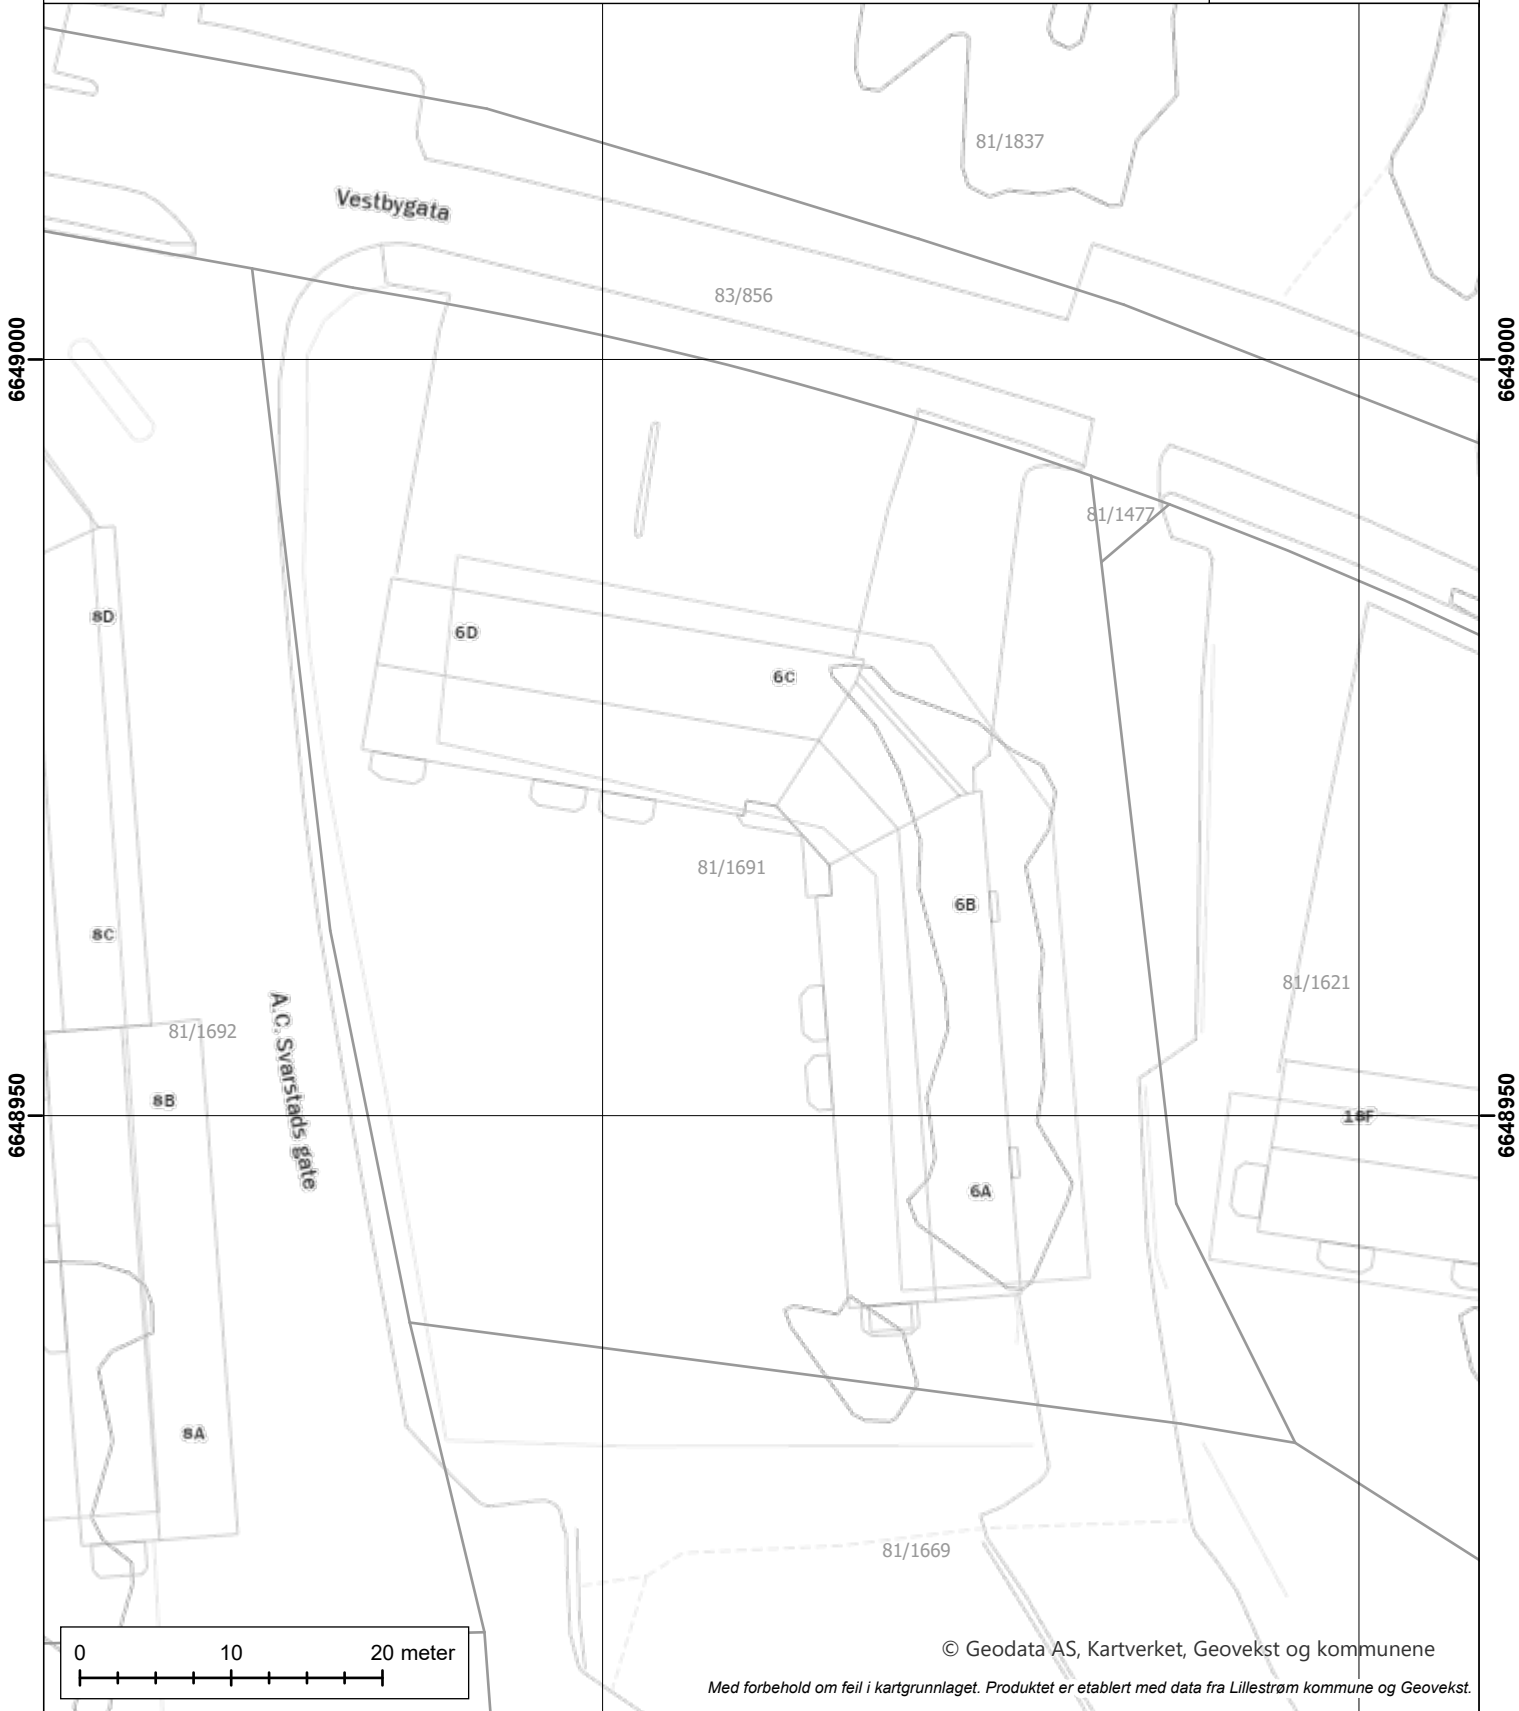 81/1837
Vestbygata
83/856
6649000
6649000
81/1477
8D
6D
6C
81/1691
6B
8C
81/1621
81/1692
A.C. Svarstads gate
8B
6648950
6648950
18F
6A
8A
81/1669
0 10 20 meter
© Geodata AS, Kartverket, Geovekst og kommunene
Med forbehold om feil i kartgrunnlaget. Produktet er etablert med data fra Lillestrøm kommune og Geovekst.